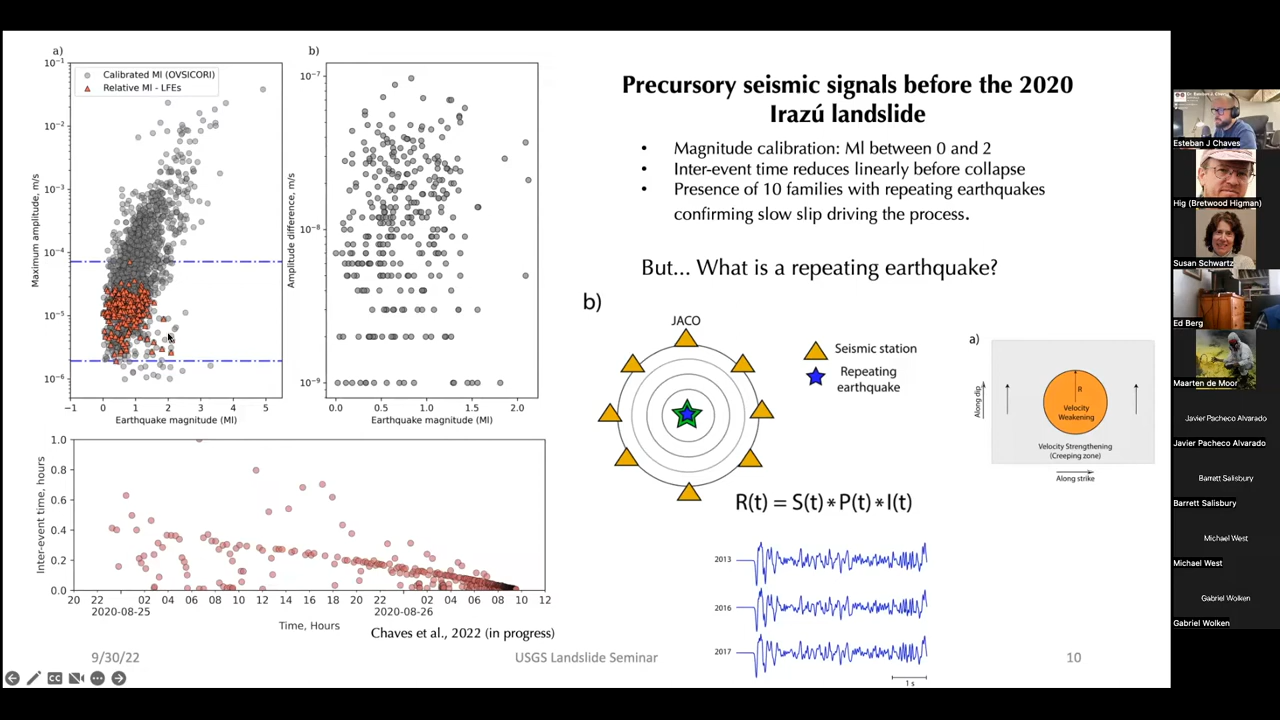 a)
10⁻¹
10⁻²
10⁻³
10⁻⁴
10⁻⁵
10⁻⁶
Maximum amplitude, m/s
Calibrated Ml (OVSICORI)
Relative Ml - LFEs
−1 0 1 2 3 4 5
Earthquake magnitude (Ml)
b)
10⁻⁷
10⁻⁸
10⁻⁹
Amplitude difference, m/s
0.0 0.5 1.0 1.5 2.0
Earthquake magnitude (Ml)
1.0
0.8
0.6
0.4
0.2
0.0
Inter-event time, hours
20 22 02 04 06 08 10 12 14 16 18 20 22 02 04 06 08 10 12
2020-08-25 2020-08-26
Time, Hours
Chaves et al., 2022 (in progress)
Precursory seismic signals before the 2020
Irazú landslide
• Magnitude calibration: Ml between 0 and 2
• Inter-event time reduces linearly before collapse
• Presence of 10 families with repeating earthquakes
confirming slow slip driving the process.
But... What is a repeating earthquake?
b)
JACO
Seismic station
Repeating
earthquake
R(t) = S(t)∗P(t)∗I(t)
2013
2016
2017
1 s
a)
R
Velocity
Weakening
Velocity Strengthening
(Creeping zone)
Along dip
Along strike
9/30/22
USGS Landslide Seminar
10
CC
Esteban J Chaves
Hig (Bretwood Higman)
Susan Schwartz
Ed Berg
Maarten de Moor
Javier Pacheco Alvarado
Javier Pacheco Alvarado
Barrett Salisbury
Barrett Salisbury
Michael West
Michael West
Gabriel Wolken
Gabriel Wolken